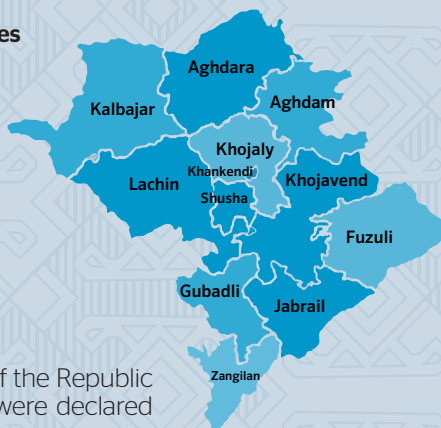 es
Aghdara
Kalbajar
Aghdam
Khojaly
Khankendi
Lachin
Khojavend
Shusha
Fuzuli
Gubadli
Jabrail
Zangilan
f the Republic
were declared